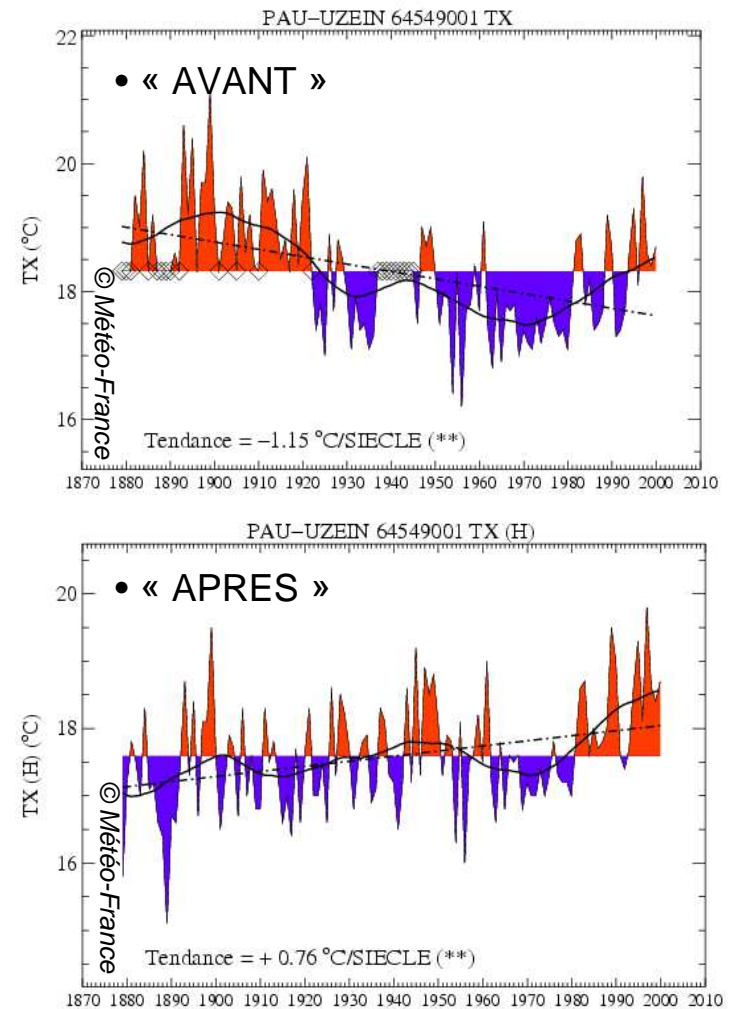 PAU–UZEIN 64549001 TX
22
• « AVANT »
20
TX (°C)
18
© Météo-France
16
Tendance = –1.15 °C/SIECLE (**)
1870 1880 1890 1900 1910 1920 1930 1940 1950 1960 1970 1980 1990 2000 2010
PAU–UZEIN 64549001 TX (H)
• « APRES »
20
TX (H) (°C)
18
© Météo-France
16
Tendance = + 0.76 °C/SIECLE (**)
1870 1880 1890 1900 1910 1920 1930 1940 1950 1960 1970 1980 1990 2000 2010